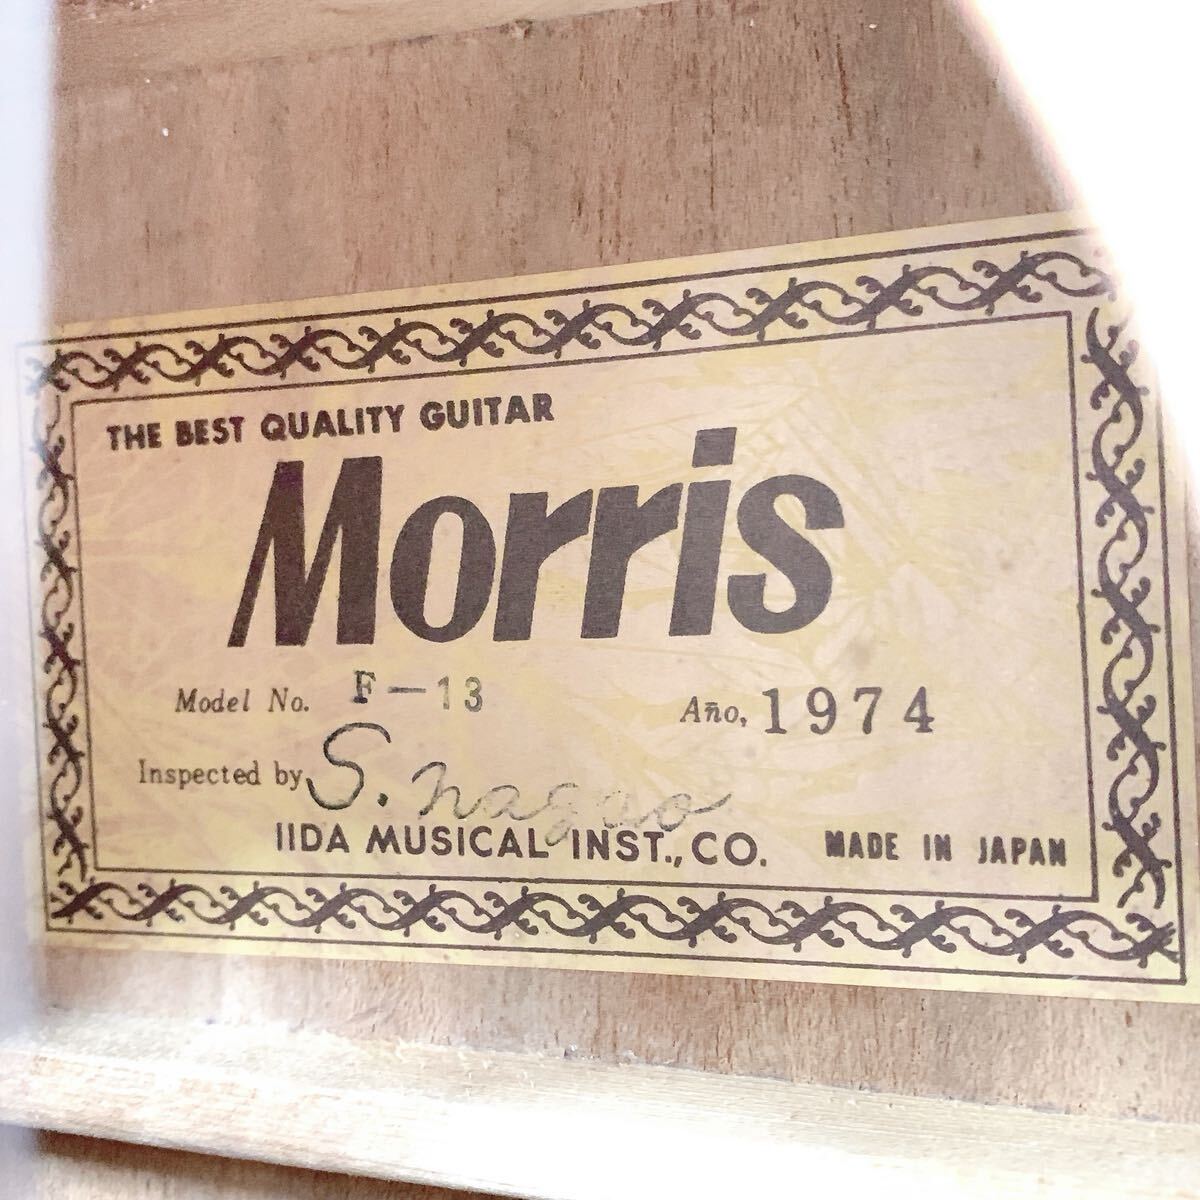 THE BEST QUALITY GUITAR
Morris
Model No. F-13 Año, 1974
Inspected by S. nagao
IIDA MUSICAL INST., CO. MADE IN JAPAN